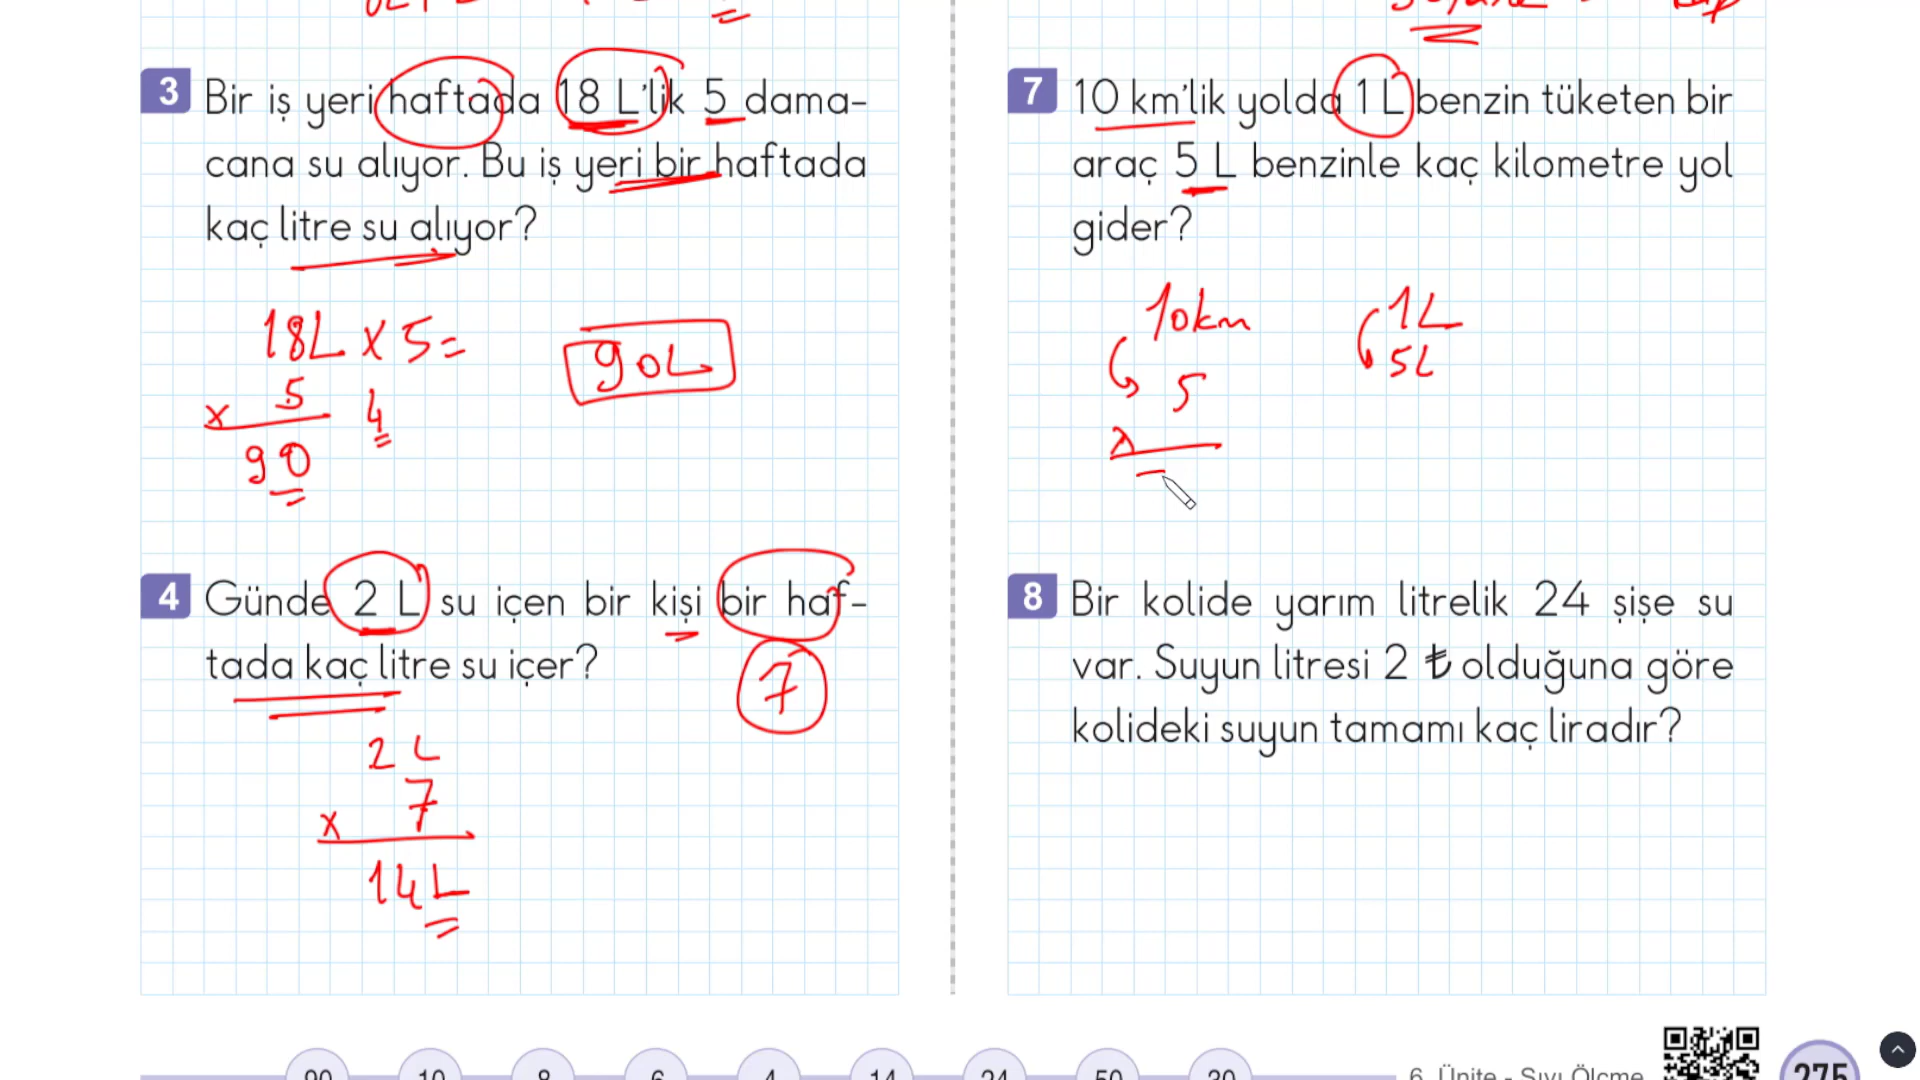 3 Bir iş yeri haftada 18 L'lik 5 dama-
cana su alıyor. Bu iş yeri bir haftada
kaç litre su alıyor?
18L x 5 =
90L
x 5 4
90
4 Günde 2 L su içen bir kişi bir haf-
tada kaç litre su içer?
7
2 L
7
x
14L
7 10 km'lik yolda 1 L benzin tüketen bir
araç 5 L benzinle kaç kilometre yol
gider?
10km 1L
5 5L
x
8 Bir kolide yarım litrelik 24 şişe su
var. Suyun litresi 2 ₺ olduğuna göre
kolideki suyun tamamı kaç liradır?
90 10 8 6 4 14 24 50 30
6. Ünite - Sıvı Ölçme 275